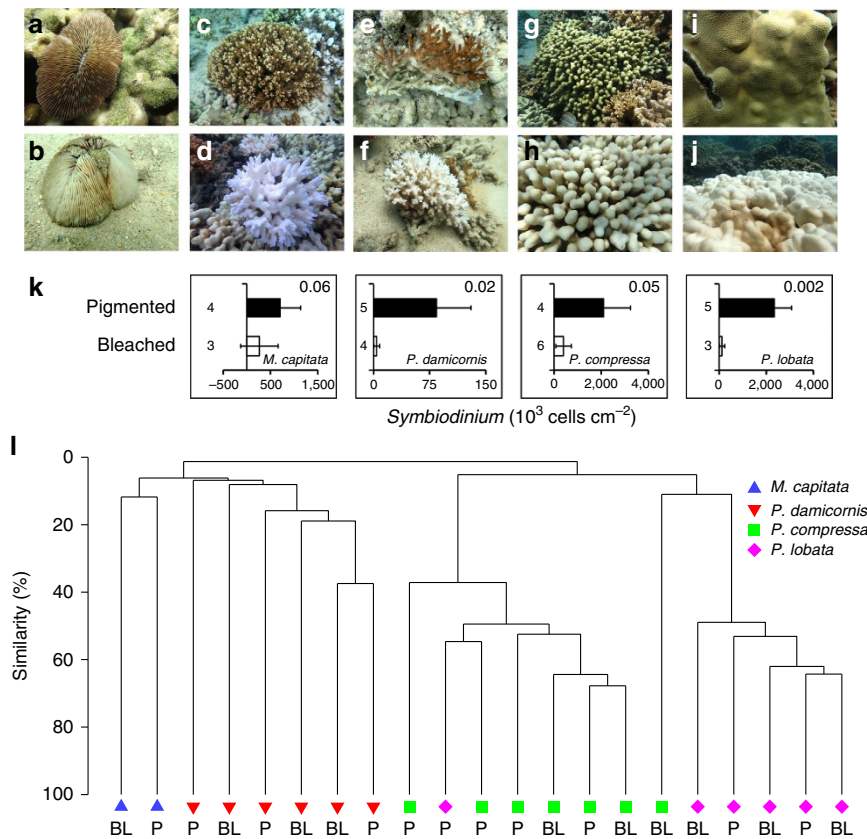 a c e g i
b d f h j
k
Pigmented
Bleached
4 0.06
3 M. capitata
–500 500 1,500
5 0.02
4 P. damicornis
0 75 150
4 0.05
6 P. compressa
0 2,000 4,000
5 0.002
3 P. lobata
0 2,000 4,000
Symbiodinium (10³ cells cm⁻²)
l
Similarity (%)
0
20
40
60
80
100
M. capitata
P. damicornis
P. compressa
P. lobata
BL P P BL P BL BL P P P P P BL P BL BL BL P BL P BL